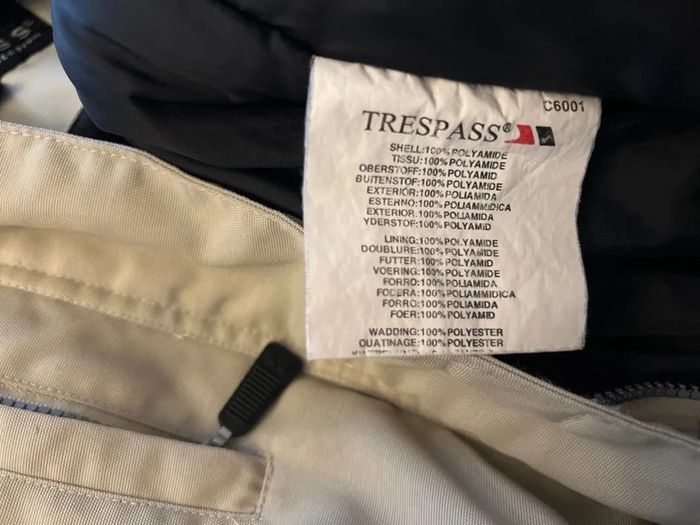 C6001
TRESPASS®
SHELL:100% POLYAMIDE
TISSU:100% POLYAMIDE
OBERSTOFF:100% POLYAMID
BUITENSTOF:100% POLYAMIDE
EXTERIOR:100% POLIAMIDA
ESTERNO:100% POLIAMMIDICA
EXTERIOR:100% POLIAMIDA
YDERSTOF:100% POLYAMID
LINING:100% POLYAMIDE
DOUBLURE:100% POLYAMIDE
FUTTER:100% POLYAMID
VOERING:100% POLYAMIDE
FORRO:100% POLIAMIDA
FODERA:100% POLIAMMIDICA
FORRO:100% POLIAMIDA
FOER:100% POLYAMID
WADDING:100% POLYESTER
OUATINAGE:100% POLYESTER